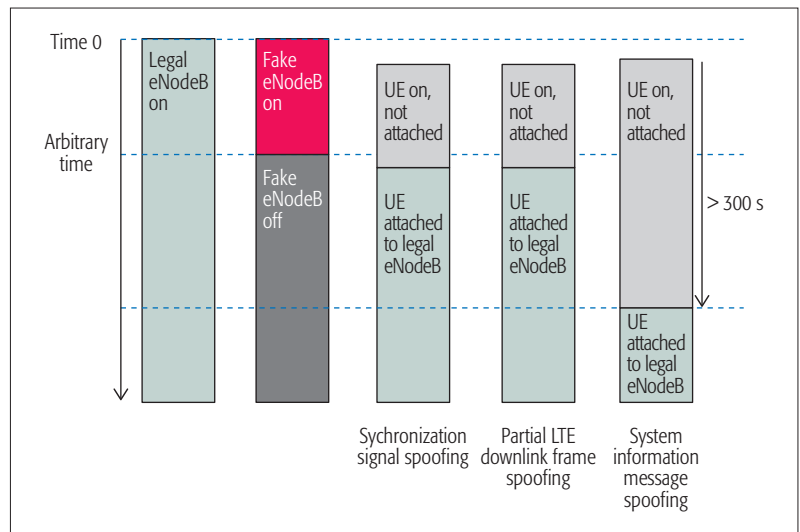 Time 0
Arbitrary
time
Legal
eNodeB
on
Fake
eNodeB
on
Fake
eNodeB
off
UE on,
not
attached
UE
attached
to legal
eNodeB
UE on,
not
attached
UE
attached
to legal
eNodeB
UE on,
not
attached
UE
attached
to legal
eNodeB
> 300 s
Sychronization
signal spoofing
Partial LTE
downlink frame
spoofing
System
information
message
spoofing